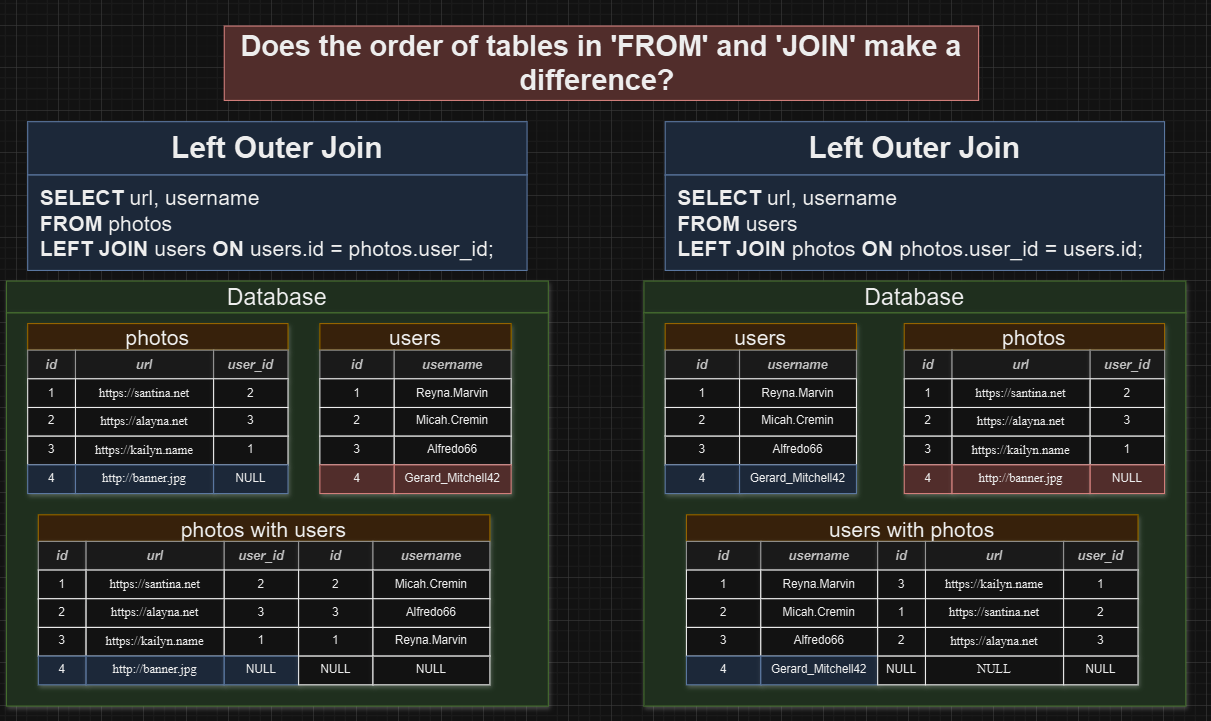 Does the order of tables in 'FROM' and 'JOIN' make a
difference?
Left Outer Join
SELECT url, username
FROM photos
LEFT JOIN users ON users.id = photos.user_id;
Database
photos
id url user_id
1 https://santina.net 2
2 https://alayna.net 3
3 https://kailyn.name 1
4 http://banner.jpg NULL
users
id username
1 Reyna.Marvin
2 Micah.Cremin
3 Alfredo66
4 Gerard_Mitchell42
photos with users
id url user_id id username
1 https://santina.net 2 2 Micah.Cremin
2 https://alayna.net 3 3 Alfredo66
3 https://kailyn.name 1 1 Reyna.Marvin
4 http://banner.jpg NULL NULL NULL
Left Outer Join
SELECT url, username
FROM users
LEFT JOIN photos ON photos.user_id = users.id;
Database
users
id username
1 Reyna.Marvin
2 Micah.Cremin
3 Alfredo66
4 Gerard_Mitchell42
photos
id url user_id
1 https://santina.net 2
2 https://alayna.net 3
3 https://kailyn.name 1
4 http://banner.jpg NULL
users with photos
id username id url user_id
1 Reyna.Marvin 3 https://kailyn.name 1
2 Micah.Cremin 1 https://santina.net 2
3 Alfredo66 2 https://alayna.net 3
4 Gerard_Mitchell42 NULL NULL NULL